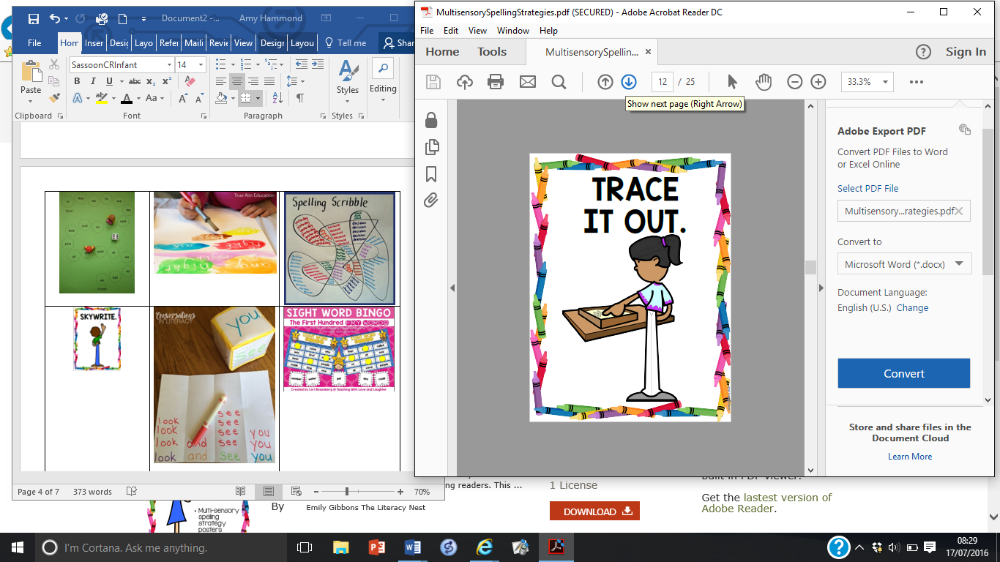 Document2 -...
Amy Hammond
File
Hom
Inser
Desig
Layo
Refer
Maili
Revie
View
Design
Layou
Tell me
Shar
SassoonCRInfant
14
Paste
Styles
Editing
Clipboard
Font
Paragraph
Styles
True Aim Education
Spelling Scribble
decision
decision
SKYWRITE.
Conversations
IN LITERACY
you
see
look
look
look
look
and
and
see
see
see
see
you
you
you
SIGHT WORD BINGO
The First Hundred FRY WORDS
Created by Lori Rosenberg @ Teaching With Love and Laughter
Page 4 of 7
373 words
70%
MultisensorySpellingStrategies.pdf (SECURED) - Adobe Acrobat Reader DC
File Edit View Window Help
Home
Tools
MultisensorySpellin...
Sign In
12 / 25
33.3%
Show next page (Right Arrow)
TRACE
IT OUT.
Adobe Export PDF
Convert PDF Files to Word
or Excel Online
Select PDF File
Multisensory...rategies.pdf
Convert to
Microsoft Word (*.docx)
Document Language:
English (U.S.) Change
Convert
Store and share files in the
Document Cloud
Learn More
• Multi-sensory
spelling
strategy
posters
By
Emily Gibbons The Literacy Nest
ng readers. This ...
1 License
DOWNLOAD
built in PDF viewer.
Get the lastest version of
Adobe Reader.
I'm Cortana. Ask me anything.
08:29
17/07/2016